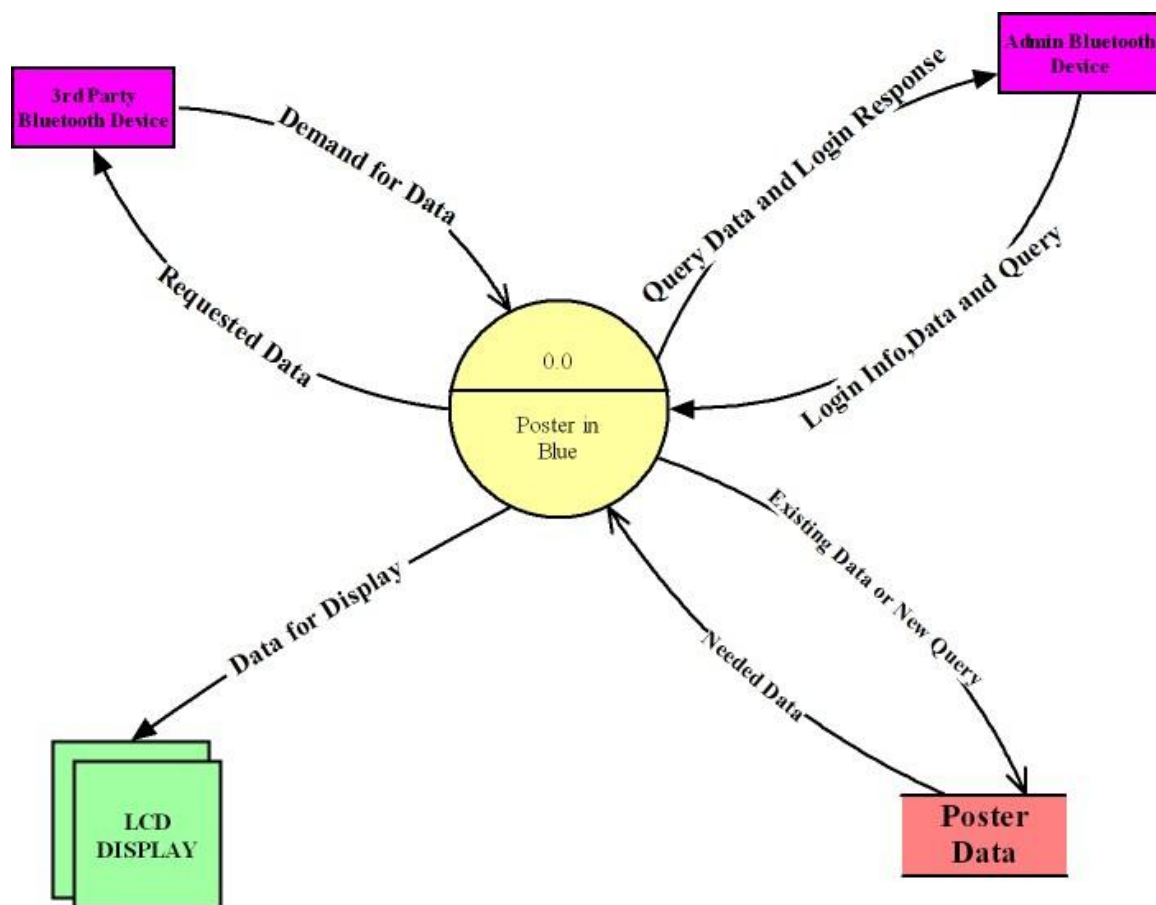 3rd Party
Bluetooth Device
Admin Bluetooth
Device
Demand for Data
Query Data and Login Response
Requested Data
Login Info,Data and Query
0.0
Poster in
Blue
Data for Display
Existing Data or New Query
Needed Data
LCD
DISPLAY
Poster
Data